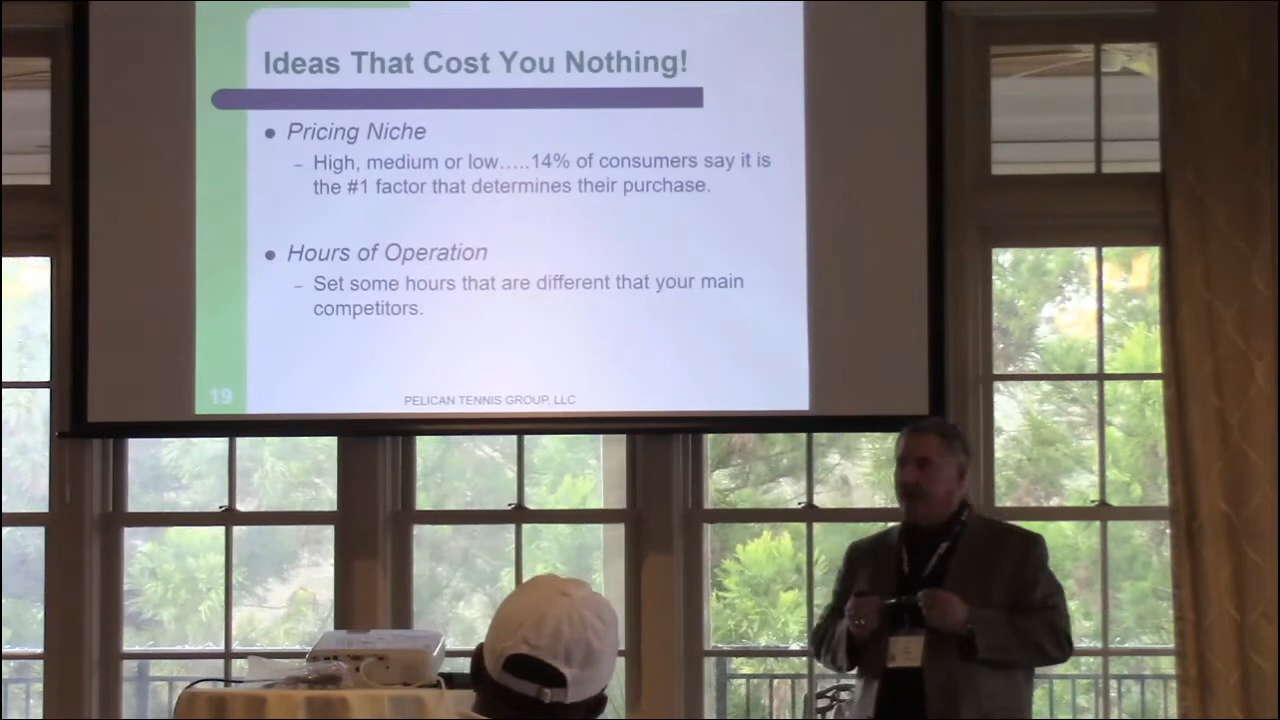 Ideas That Cost You Nothing!
● Pricing Niche
– High, medium or low.....14% of consumers say it is
the #1 factor that determines their purchase.
● Hours of Operation
– Set some hours that are different that your main
competitors.
19
PELICAN TENNIS GROUP, LLC